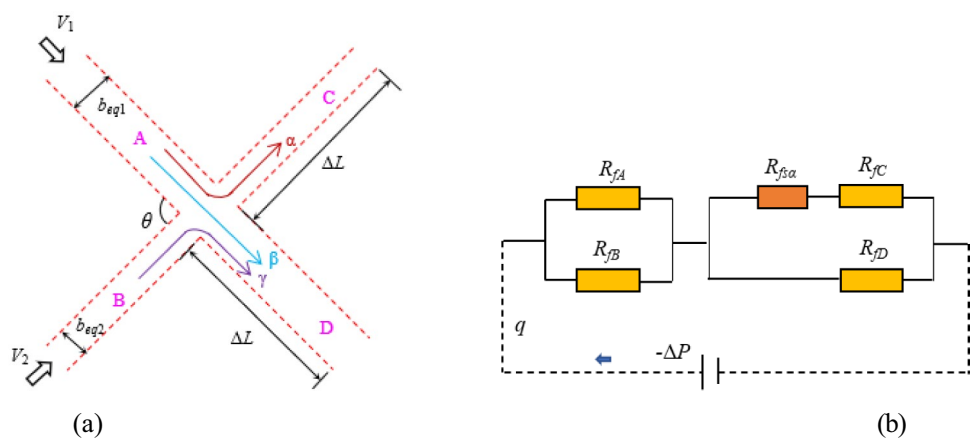 V1
beq1
A
C
α
ΔL
θ
β
γ
B
D
beq2
ΔL
V2
(a)
RfA
RfB
Rfsα
RfC
RfD
q
-ΔP
(b)